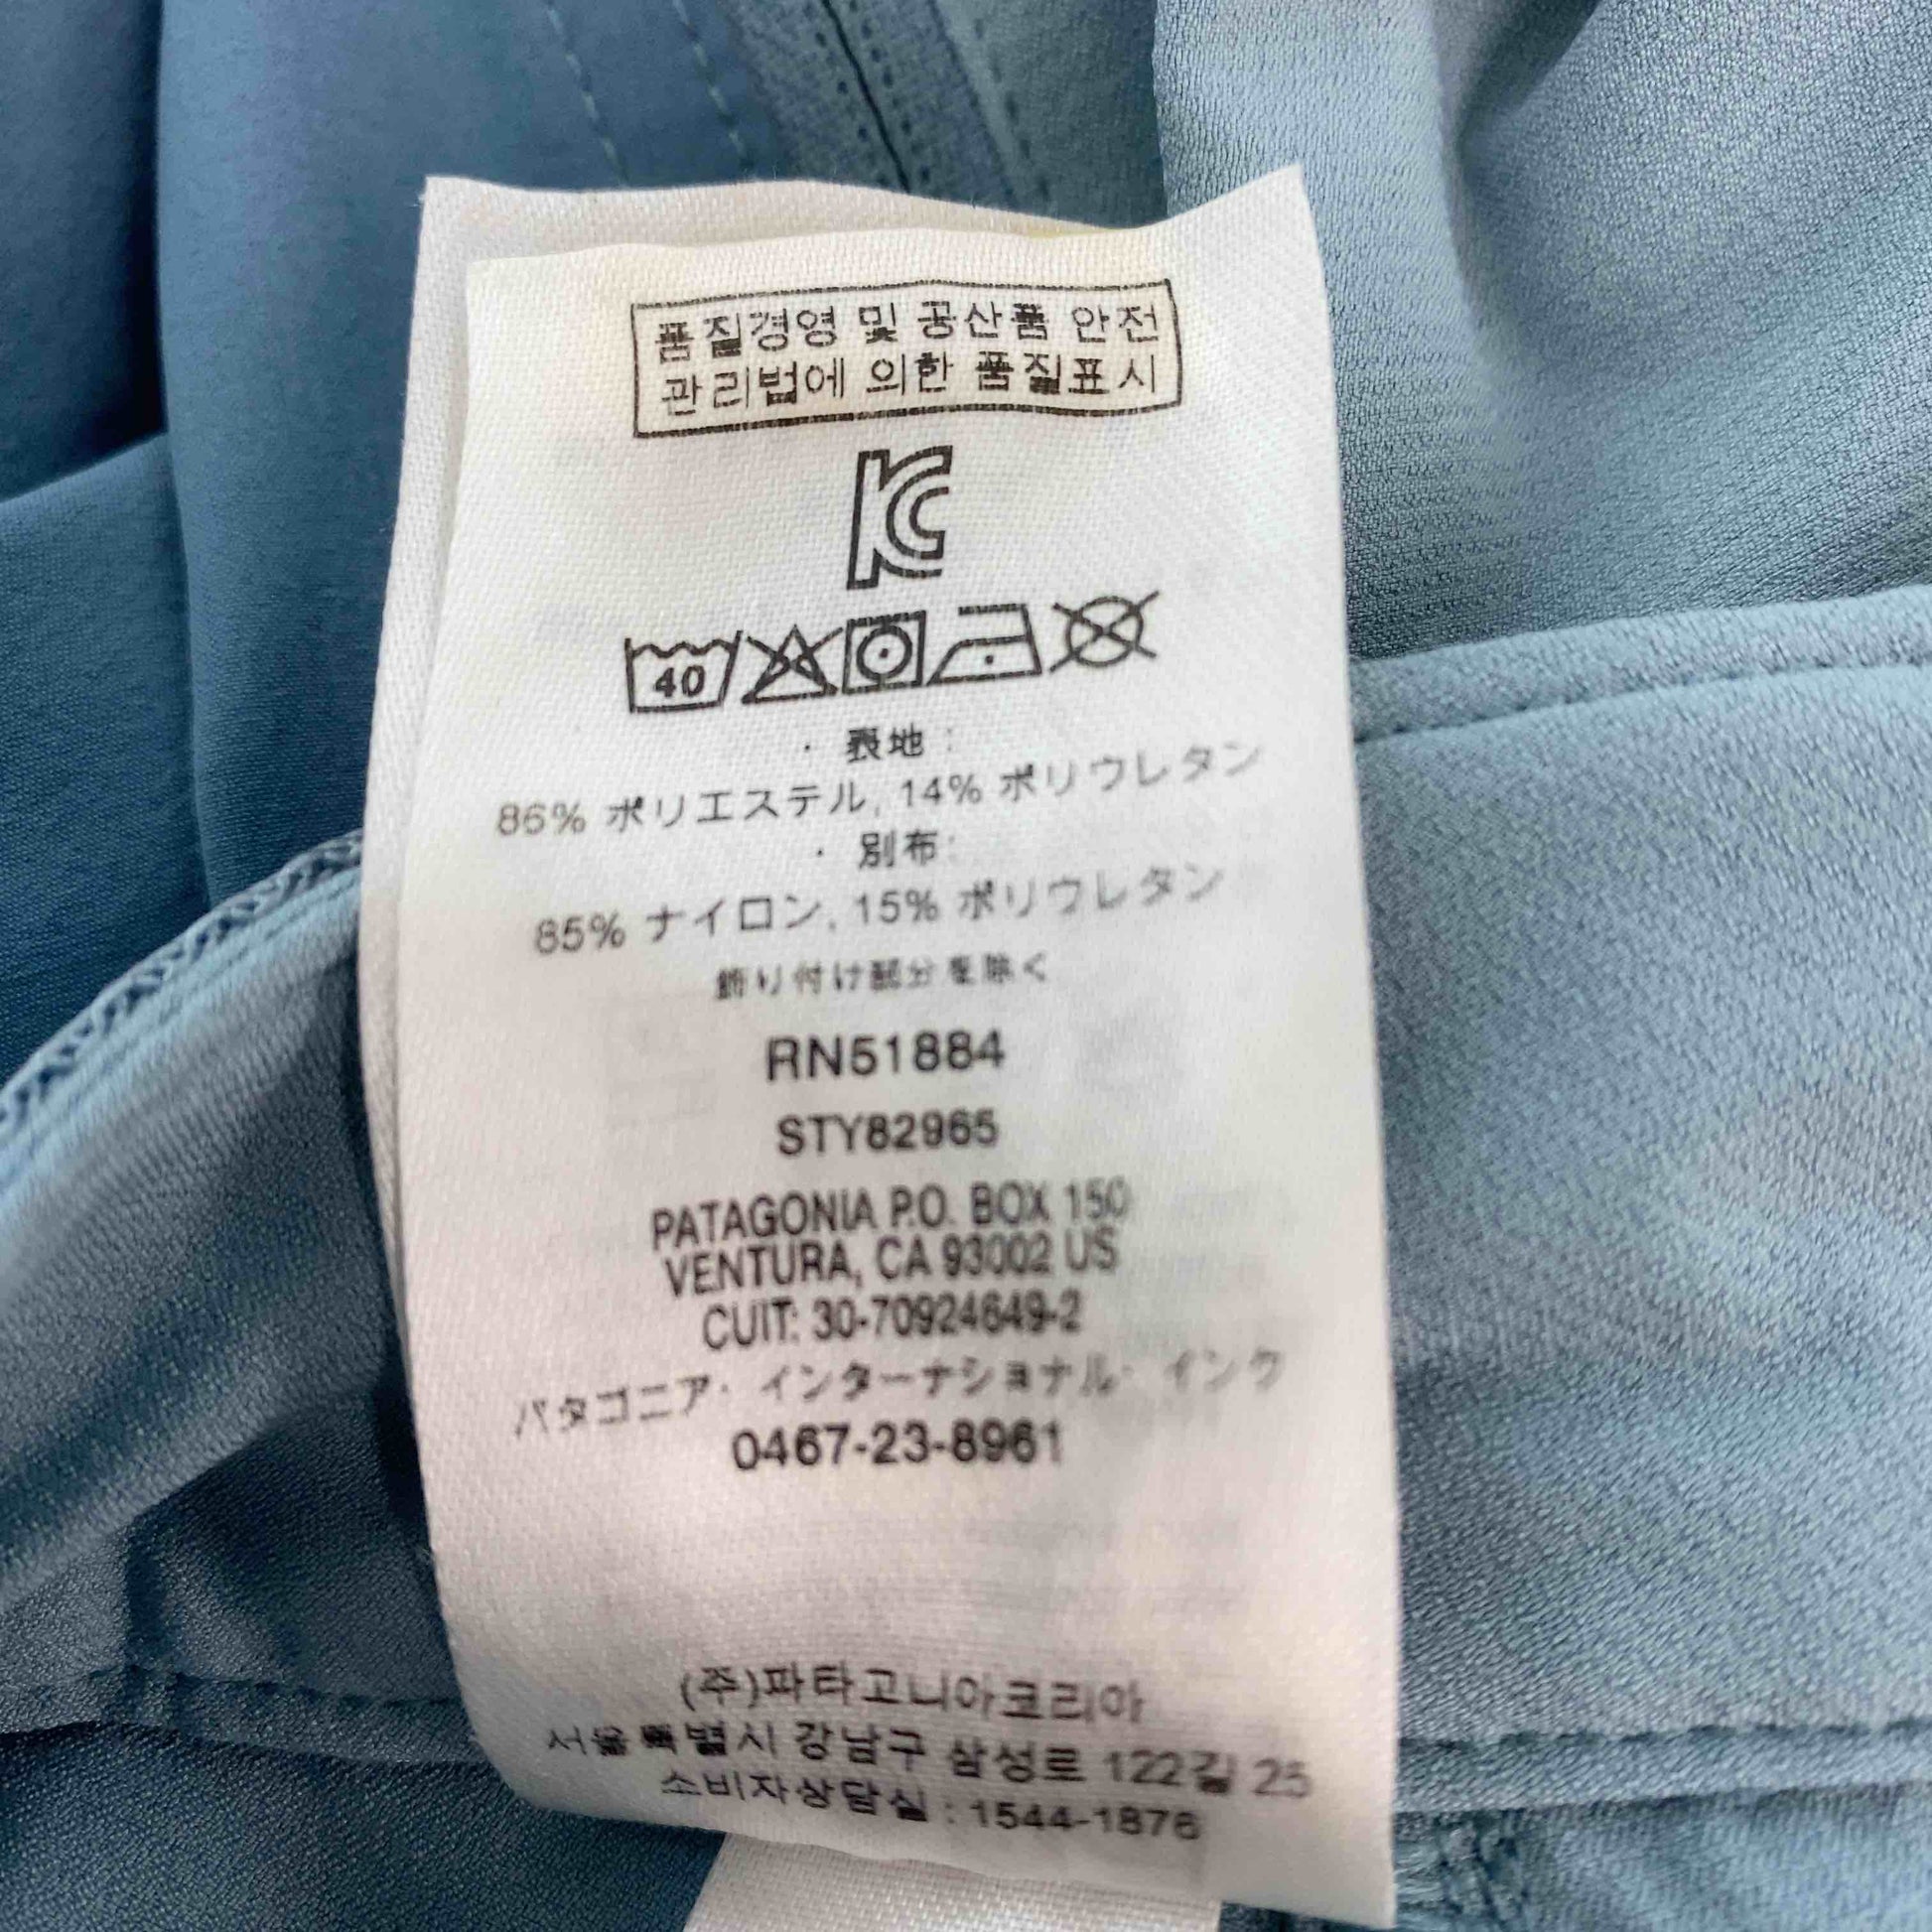 품질경영 및 공산품 안전
관리법에 의한 품질표시
KC
40
· 表地 :
86% ポリエステル, 14% ポリウレタン
· 別布:
85% ナイロン, 15% ポリウレタン
飾り付け部分を除く
RN51884
STY82965
PATAGONIA P.O. BOX 150
VENTURA, CA 93002 US
CUIT: 30-70924649-2
パタゴニア・インターナショナル・インク
0467-23-8961
(주)파타고니아코리아
서울특별시 강남구 삼성로 122길 25
소비자상담실 : 1544-1876